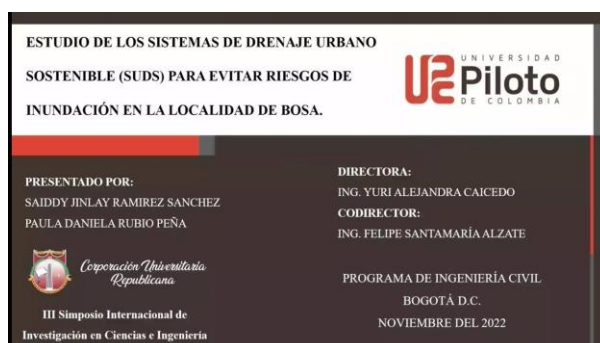 ESTUDIO DE LOS SISTEMAS DE DRENAJE URBANO
SOSTENIBLE (SUDS) PARA EVITAR RIESGOS DE
INUNDACIÓN EN LA LOCALIDAD DE BOSA.
UNIVERSIDAD
Piloto
DE COLOMBIA
PRESENTADO POR:
SAIDDY JINLAY RAMIREZ SANCHEZ
PAULA DANIELA RUBIO PEÑA
Corporación Universitaria
Republicana
III Simposio Internacional de
Investigación en Ciencias e Ingeniería
DIRECTORA:
ING. YURI ALEJANDRA CAICEDO
CODIRECTOR:
ING. FELIPE SANTAMARÍA ALZATE
PROGRAMA DE INGENIERÍA CIVIL
BOGOTÁ D.C.
NOVIEMBRE DEL 2022